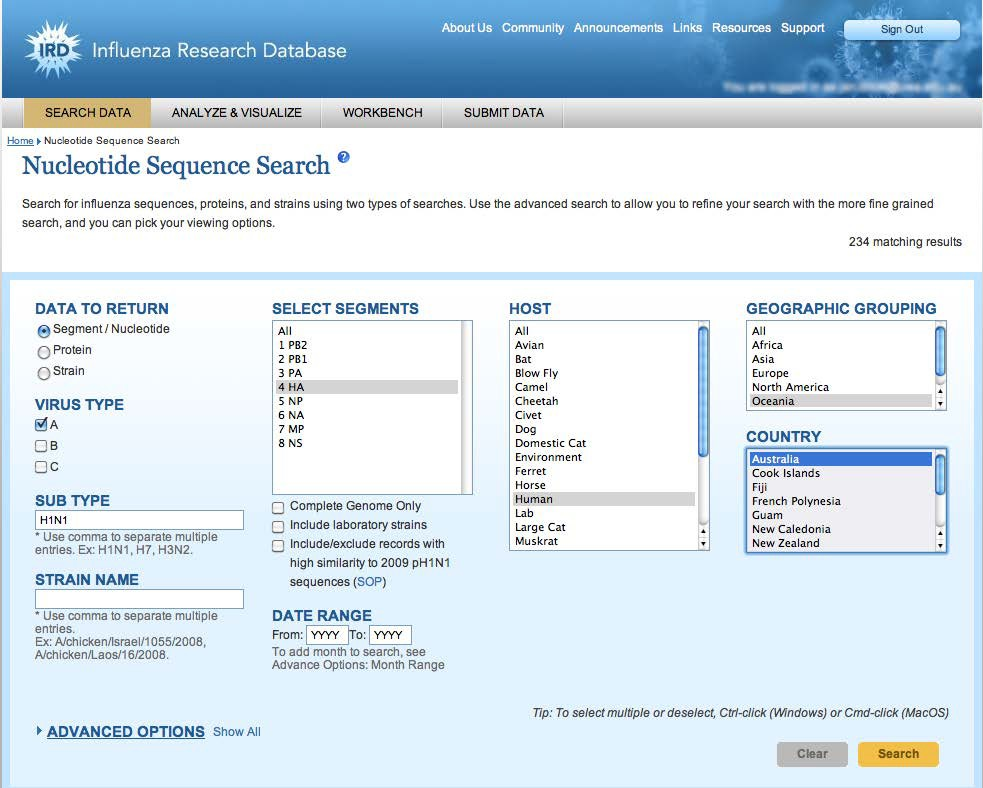 About Us Community Announcements Links Resources Support Sign Out
IRD Influenza Research Database
You are logged in as
SEARCH DATA ANALYZE & VISUALIZE WORKBENCH SUBMIT DATA
Home Nucleotide Sequence Search
Nucleotide Sequence Search ?
Search for influenza sequences, proteins, and strains using two types of searches. Use the advanced search to allow you to refine your search with the more fine grained
search, and you can pick your viewing options.
234 matching results
DATA TO RETURN
Segment / Nucleotide
Protein
Strain
VIRUS TYPE
A
B
C
SUB TYPE
H1N1
* Use comma to separate multiple
entries. Ex: H1N1, H7, H3N2.
STRAIN NAME
* Use comma to separate multiple
entries.
Ex: A/chicken/Israel/1055/2008,
A/chicken/Laos/16/2008.
SELECT SEGMENTS
All
1 PB2
2 PB1
3 PA
4 HA
5 NP
6 NA
7 MP
8 NS
Complete Genome Only
Include laboratory strains
Include/exclude records with
high similarity to 2009 pH1N1
sequences (SOP)
DATE RANGE
From: YYYY To: YYYY
To add month to search, see
Advance Options: Month Range
HOST
All
Avian
Bat
Blow Fly
Camel
Cheetah
Civet
Dog
Domestic Cat
Environment
Ferret
Horse
Human
Lab
Large Cat
Muskrat
GEOGRAPHIC GROUPING
All
Africa
Asia
Europe
North America
Oceania
COUNTRY
Australia
Cook Islands
Fiji
French Polynesia
Guam
New Caledonia
New Zealand
Tip: To select multiple or deselect, Ctrl-click (Windows) or Cmd-click (MacOS)
ADVANCED OPTIONS Show All
Clear Search